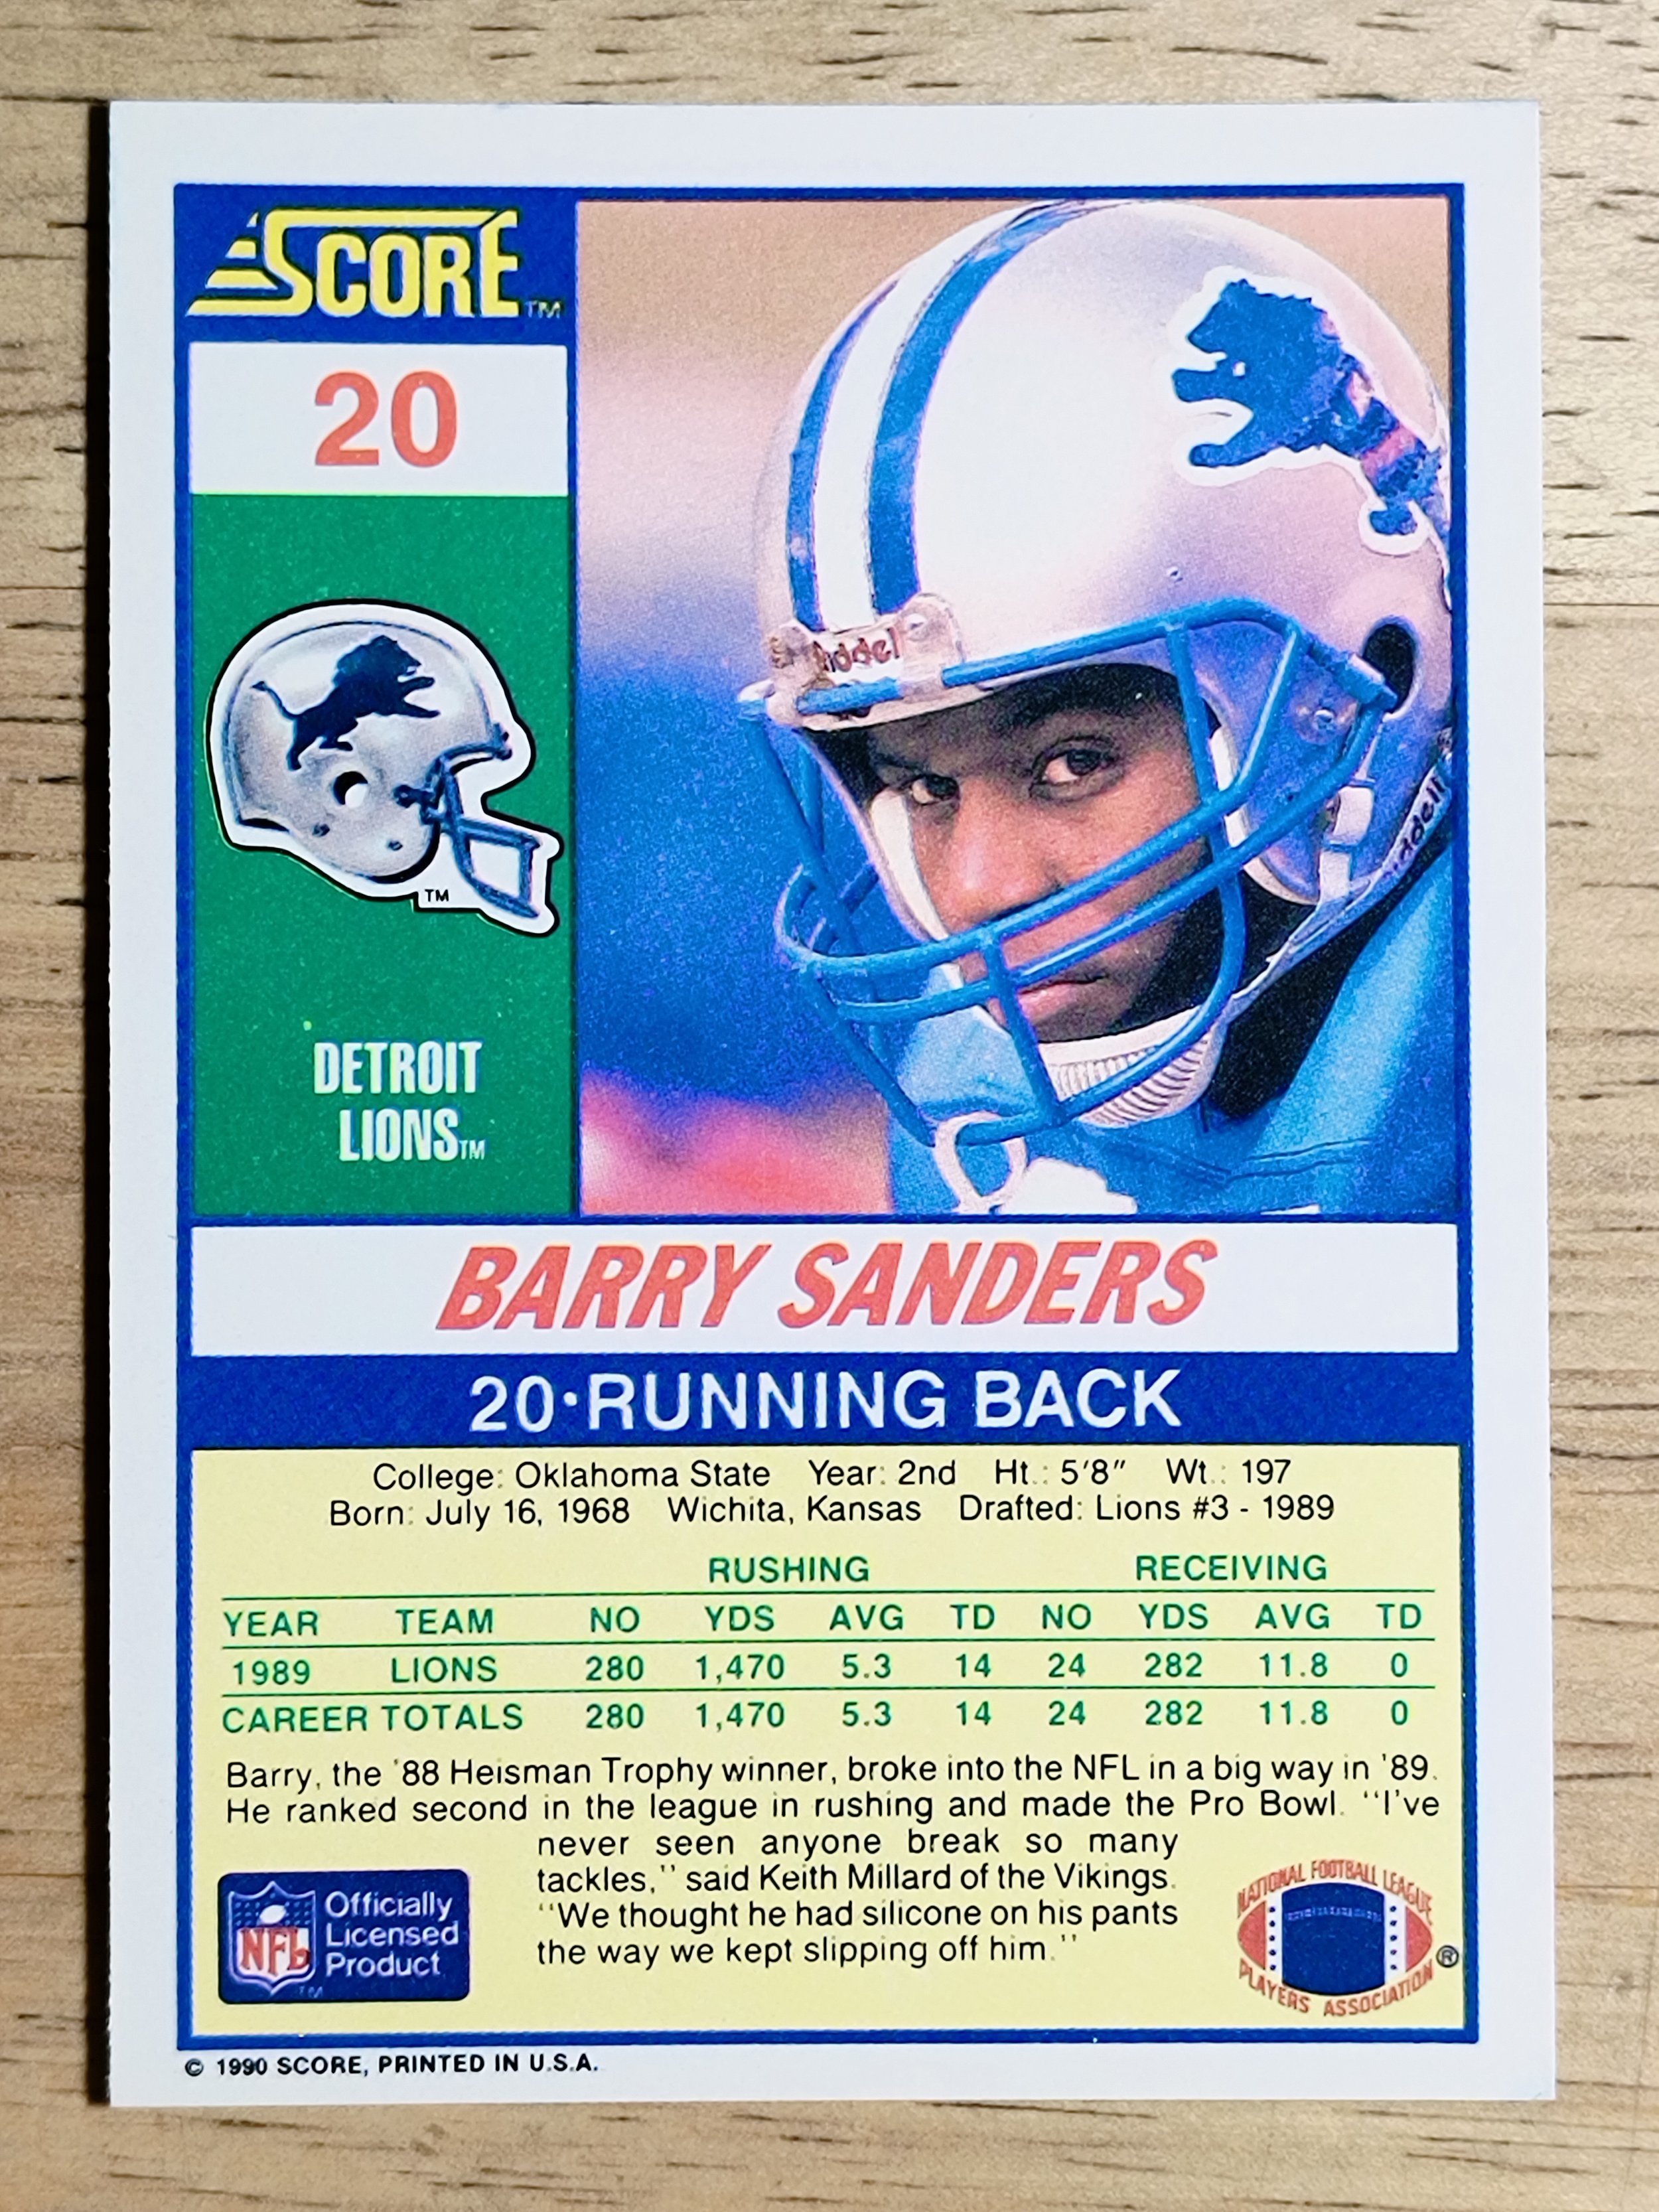 SCORE TM
20
TM
DETROIT
LIONS TM
Riddell
Riddell
BARRY SANDERS
20·RUNNING BACK
College: Oklahoma State Year: 2nd Ht.: 5'8" Wt.: 197
Born: July 16, 1968 Wichita, Kansas Drafted: Lions #3 - 1989
RUSHING RECEIVING
YEAR TEAM NO YDS AVG TD NO YDS AVG TD
1989 LIONS 280 1,470 5.3 14 24 282 11.8 0
CAREER TOTALS 280 1,470 5.3 14 24 282 11.8 0
Barry, the '88 Heisman Trophy winner, broke into the NFL in a big way in '89.
He ranked second in the league in rushing and made the Pro Bowl. "I've
never seen anyone break so many
tackles," said Keith Millard of the Vikings.
"We thought he had silicone on his pants
the way we kept slipping off him."
NFL
Officially
Licensed
Product
TM
NATIONAL FOOTBALL LEAGUE
PLAYERS ASSOCIATION ®
© 1990 SCORE, PRINTED IN U.S.A.